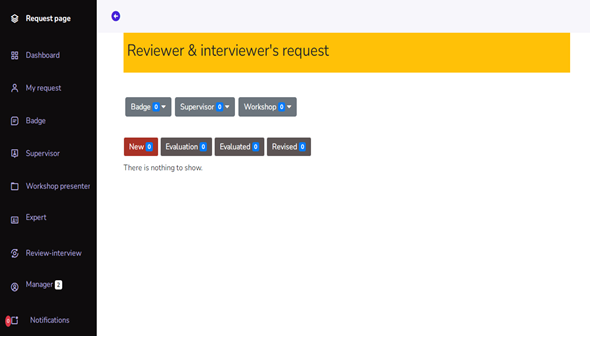 Request page
Dashboard
My request
Badge
Supervisor
Workshop presenter
Expert
Review-interview
Manager 2
0 Notifications
Reviewer & interviewer's request
Badge 0 Supervisor 0 Workshop 0
New 0 Evaluation 0 Evaluated 0 Revised 0
There is nothing to show.